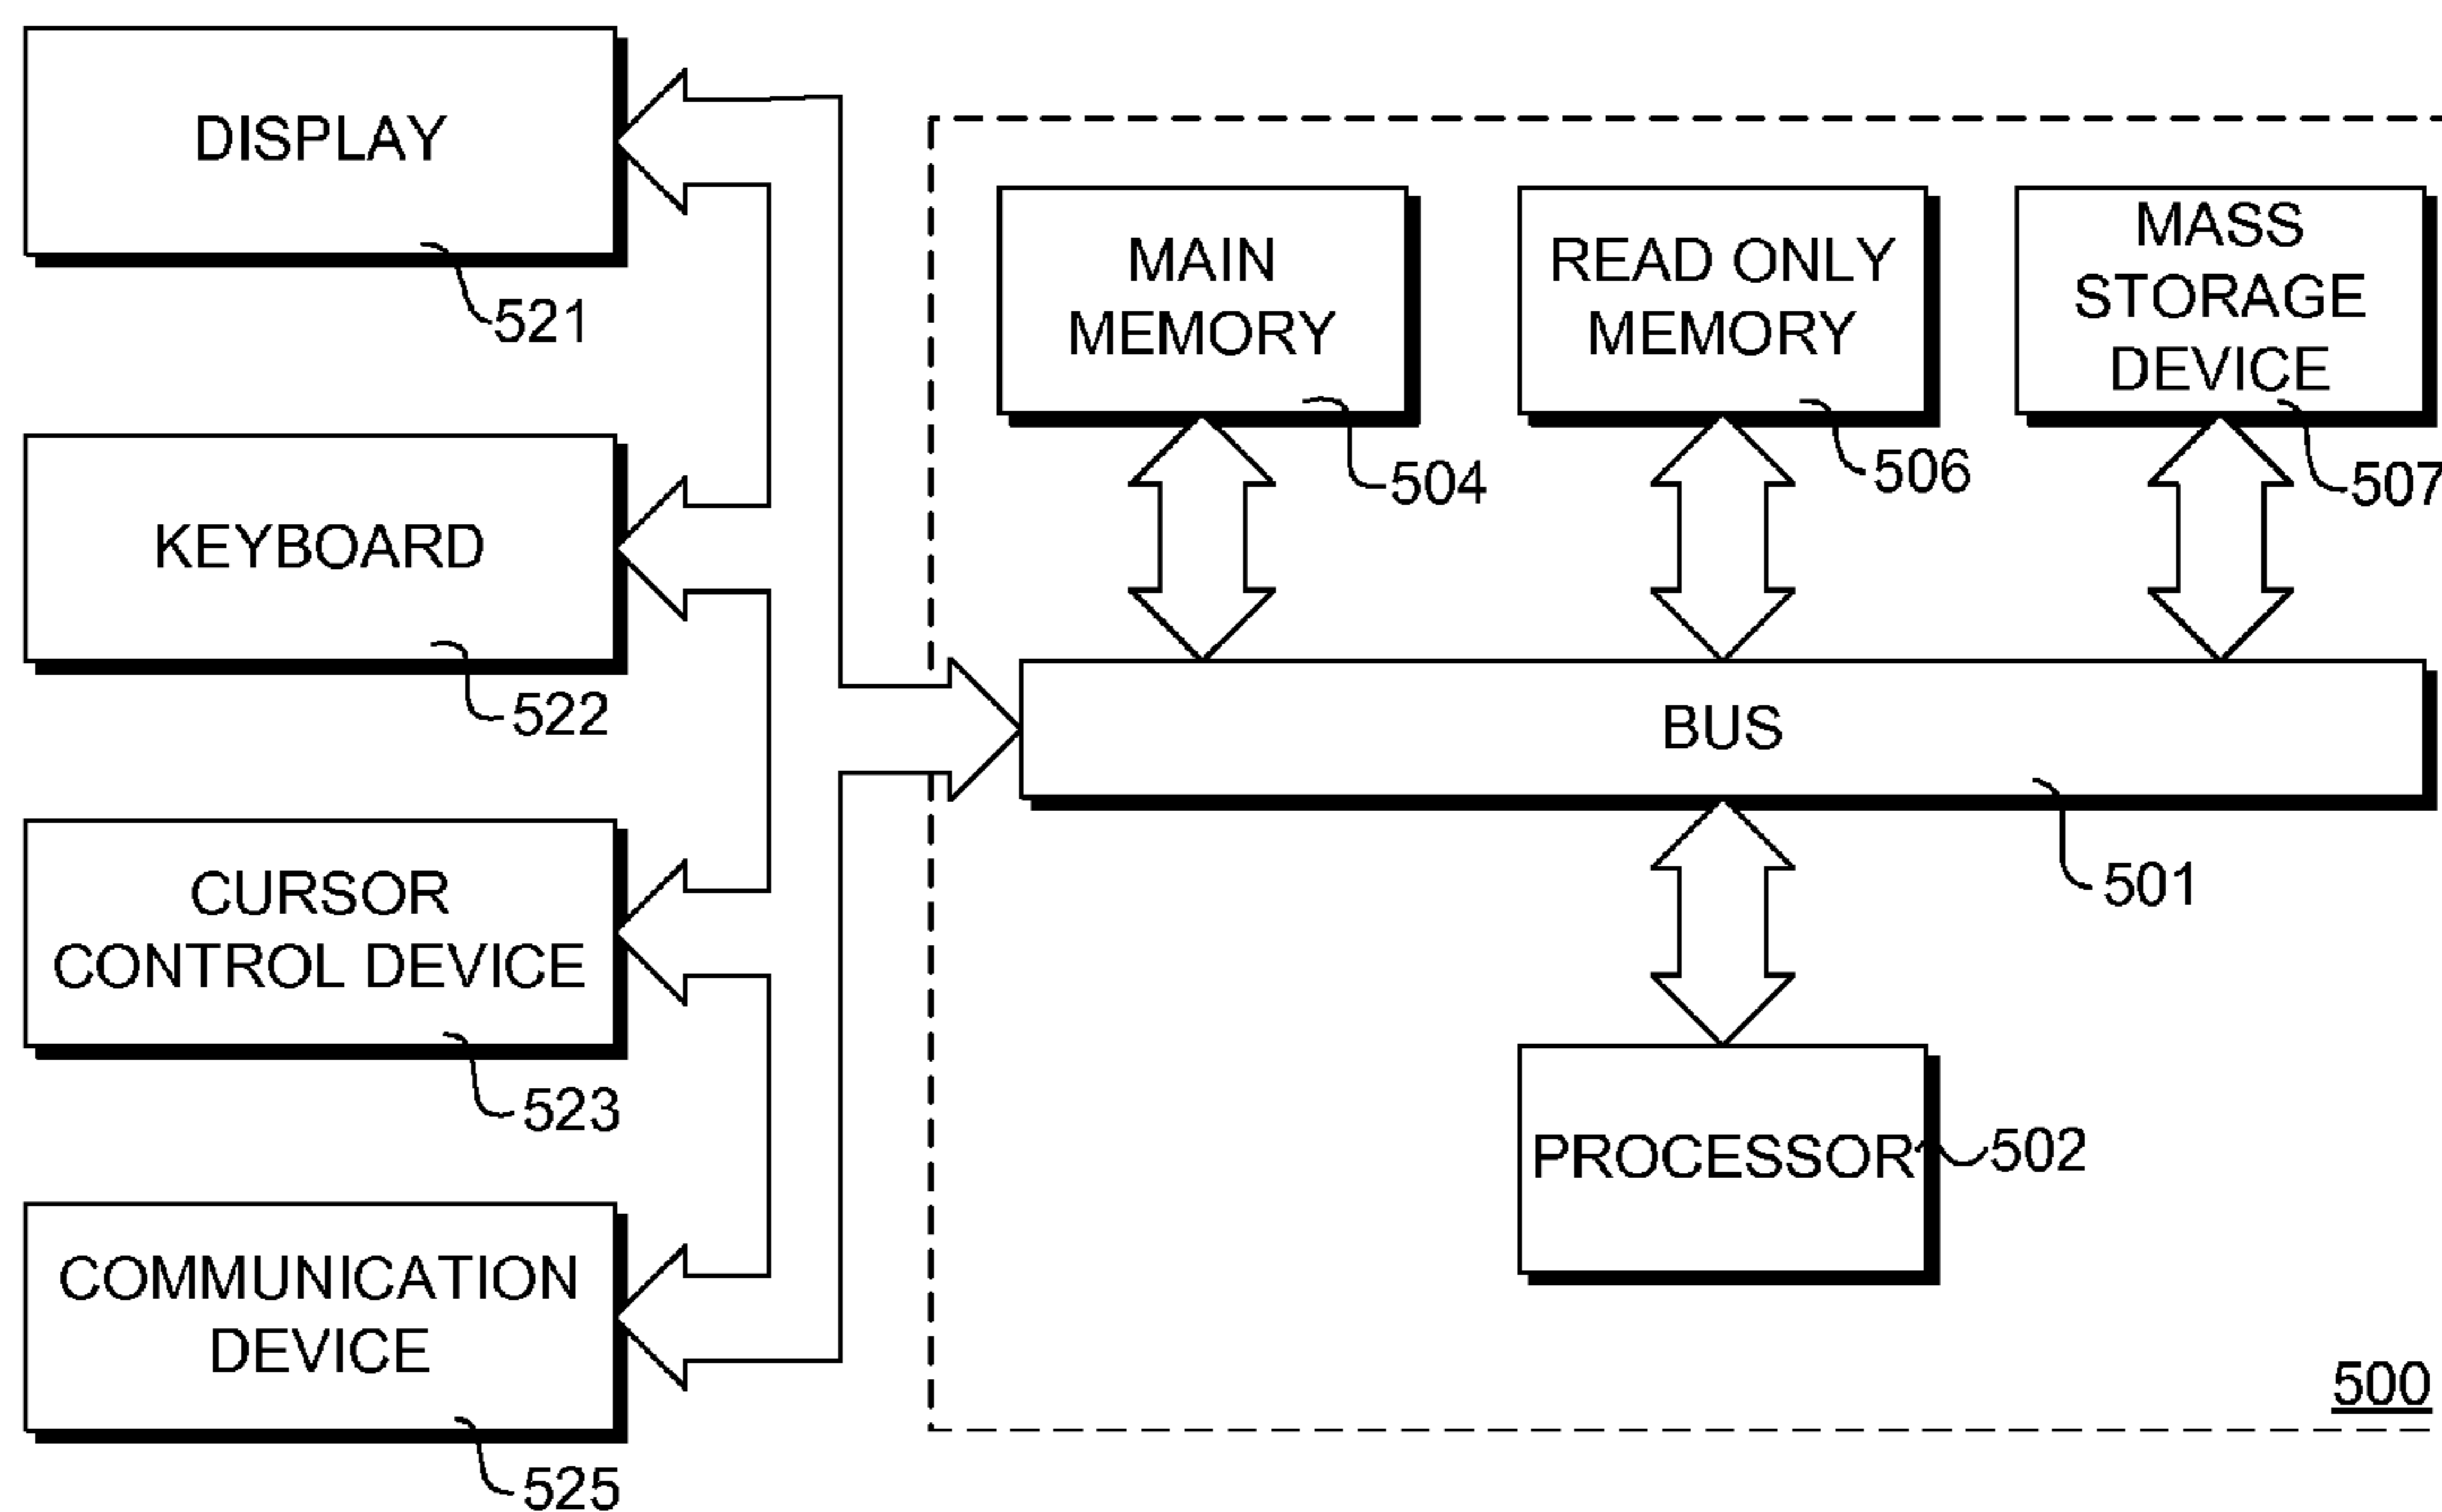 DISPLAY
521
KEYBOARD
522
CURSOR
CONTROL DEVICE
523
COMMUNICATION
DEVICE
525
MAIN
MEMORY
504
READ ONLY
MEMORY
506
MASS
STORAGE
DEVICE
507
BUS
501
PROCESSOR
502
500